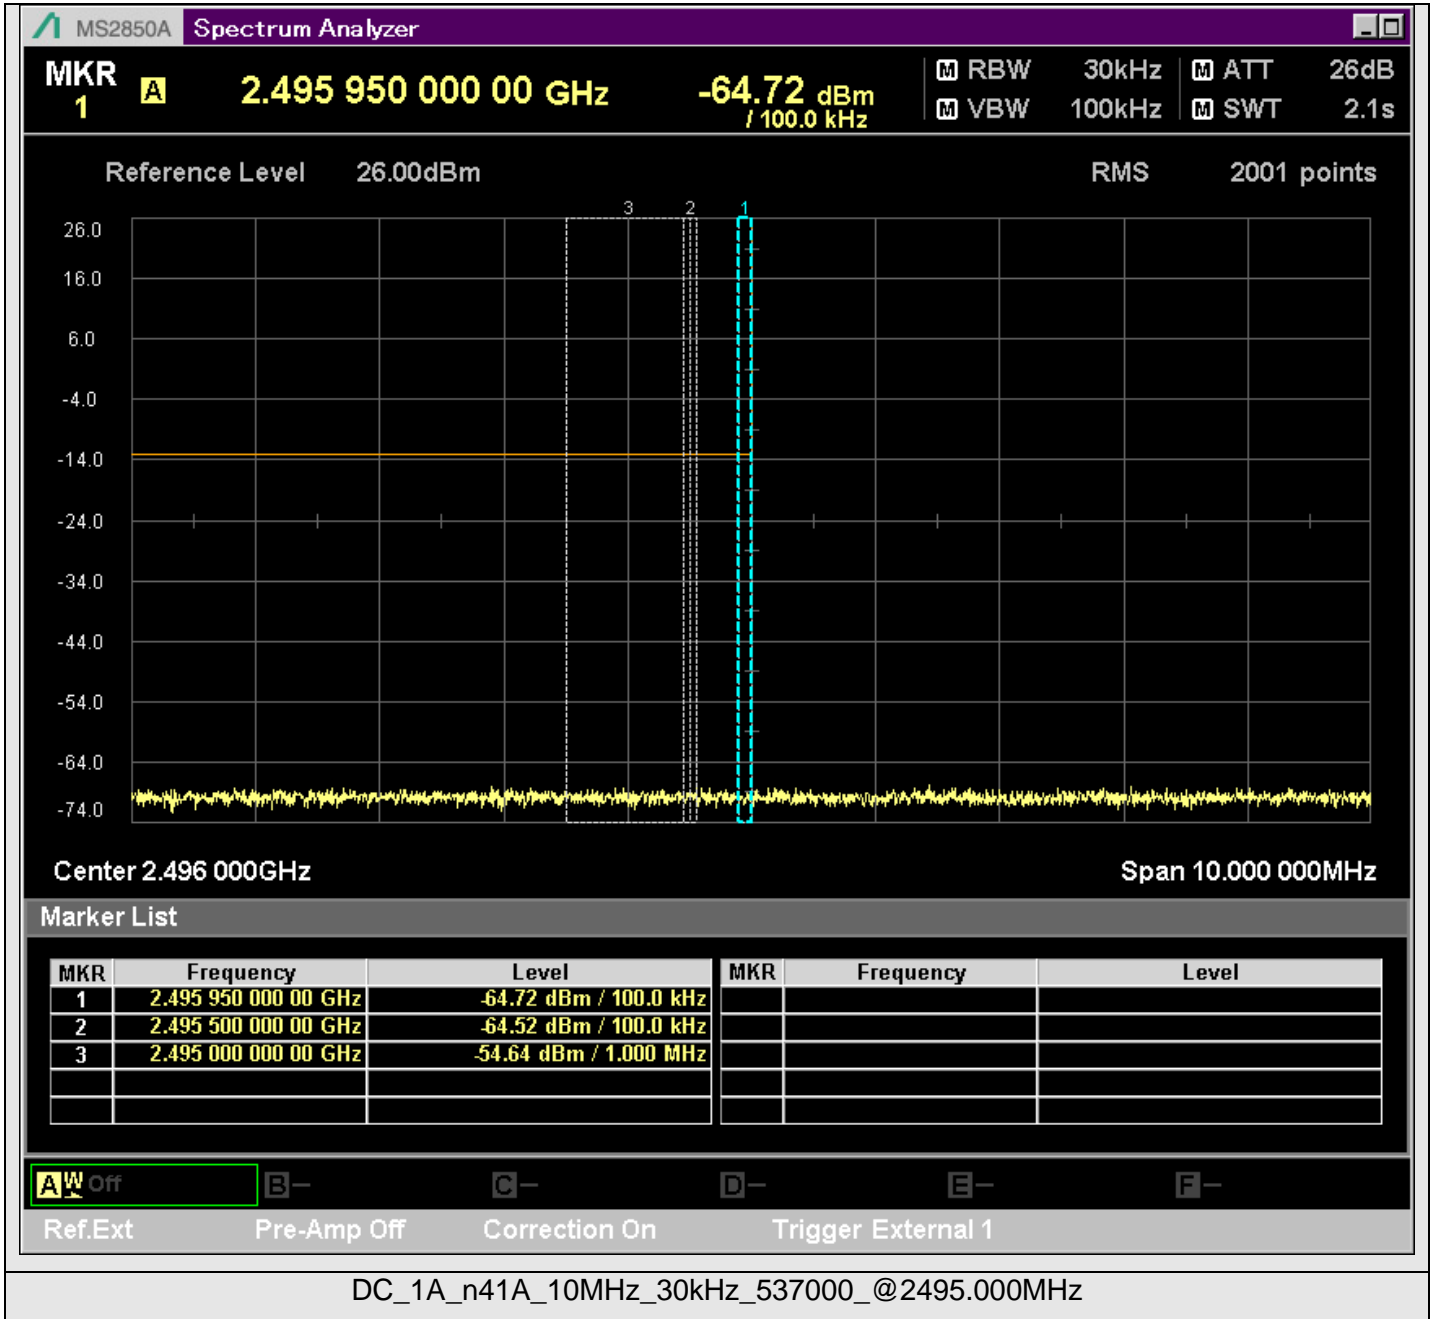 MS2850A Spectrum Analyzer
MKR 1 A 2.495 950 000 00 GHz -64.72 dBm / 100.0 kHz
M RBW 30kHz M ATT 26dB
M VBW 100kHz M SWT 2.1s
Reference Level 26.00dBm RMS 2001 points
3 2 1
26.0
16.0
6.0
-4.0
-14.0
-24.0
-34.0
-44.0
-54.0
-64.0
-74.0
Center 2.496 000GHz Span 10.000 000MHz
Marker List
MKR Frequency Level MKR Frequency Level
1 2.495 950 000 00 GHz -64.72 dBm / 100.0 kHz
2 2.495 500 000 00 GHz -64.52 dBm / 100.0 kHz
3 2.495 000 000 00 GHz -54.64 dBm / 1.000 MHz
A W Off B – C – D – E – F –
Ref.Ext Pre-Amp Off Correction On Trigger External 1
DC_1A_n41A_10MHz_30kHz_537000_@2495.000MHz